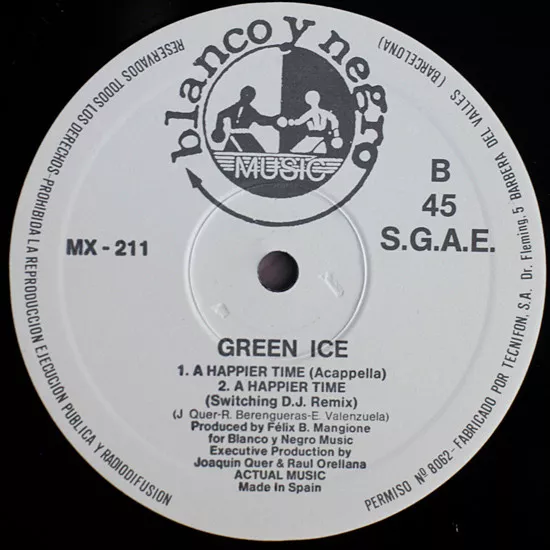 blanco y negro
MUSIC
B
45
S.G.A.E.
MX - 211
GREEN ICE
1. A HAPPIER TIME (Acappella)
2. A HAPPIER TIME
(Switching D.J. Remix)
(J Quer-R. Berengueras-E. Valenzuela)
Produced by Félix B. Mangione
for Blanco y Negro Music
Executive Production by
Joaquin Quer & Raul Orellana
ACTUAL MUSIC
Made In Spain
RESERVADOS TODOS LOS DERECHOS-PROHIBIDA LA REPRODUCCION EJECUCION PUBLICA Y RADIODIFUSION
PERMISO Nº 8062- FABRICADO POR TECNIFON, S.A. Dr. Fleming, 5 BARBERA DEL VALLES (BARCELONA)